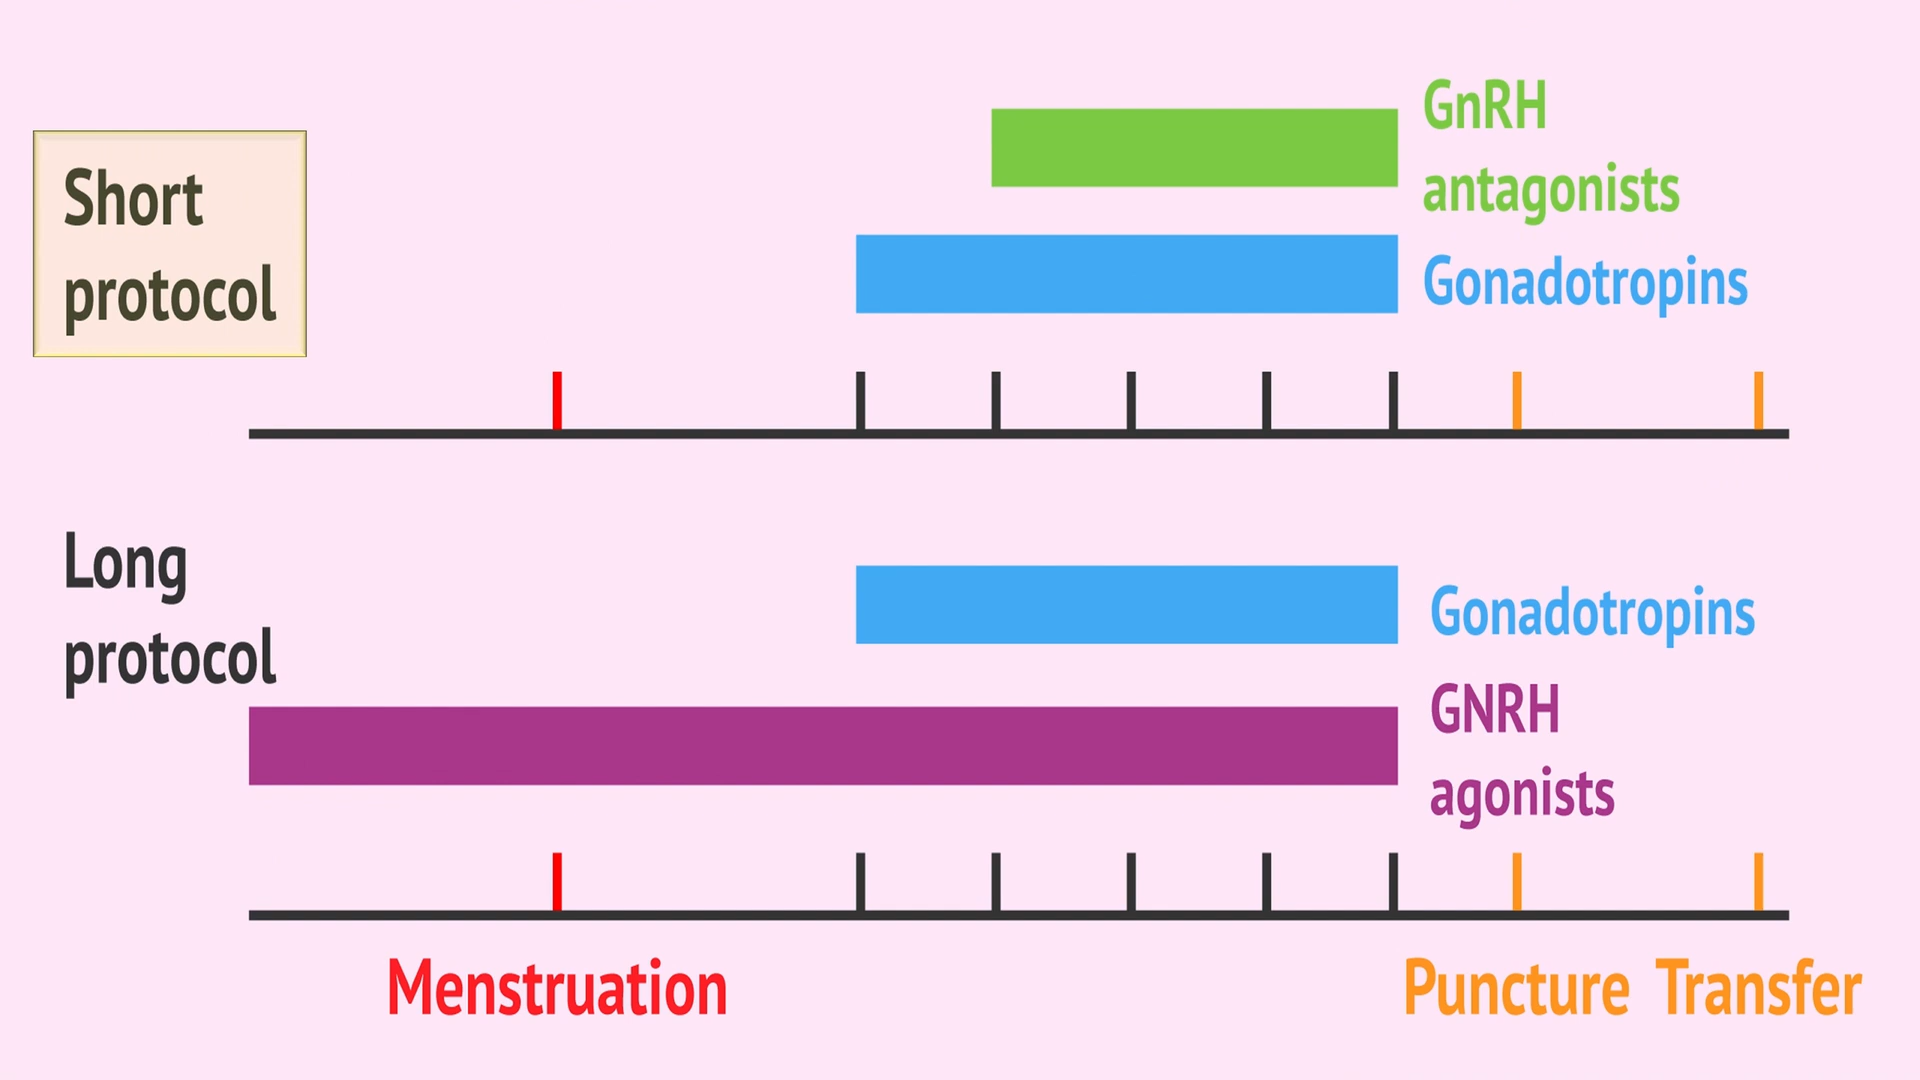 Short
protocol
GnRH
antagonists
Gonadotropins
Long
protocol
Gonadotropins
GNRH
agonists
Menstruation
Puncture Transfer